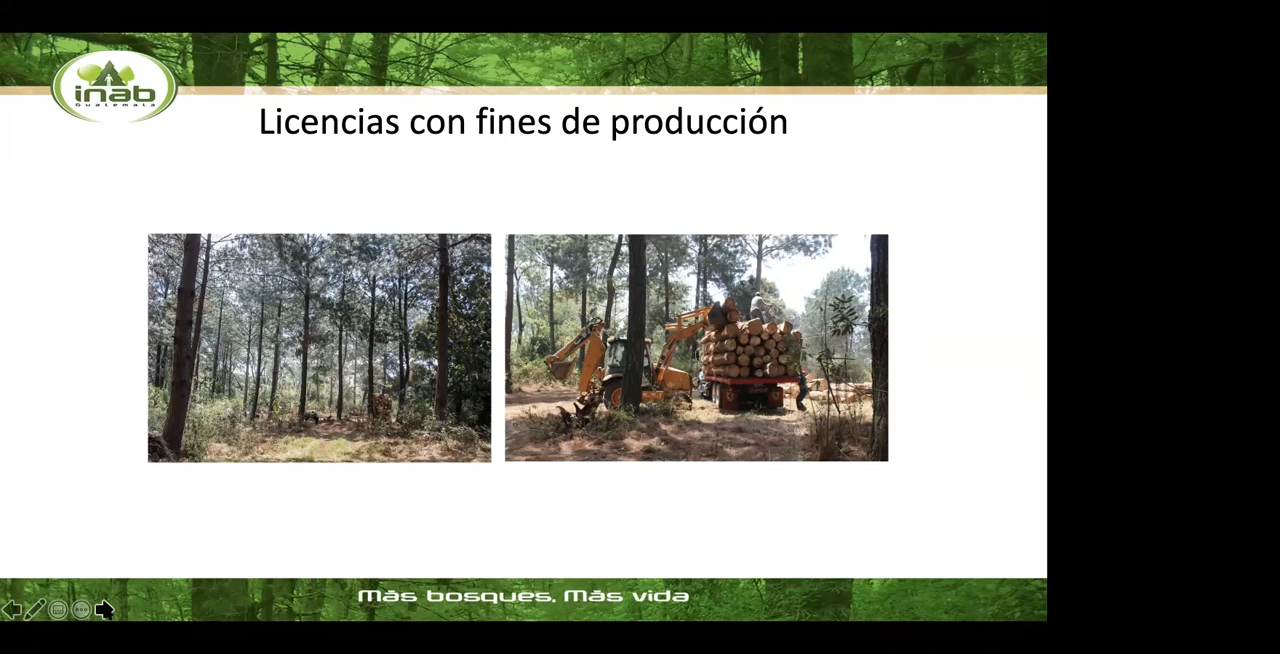 inab
Guatemala
Licencias con fines de producción
Más bosques, Más vida